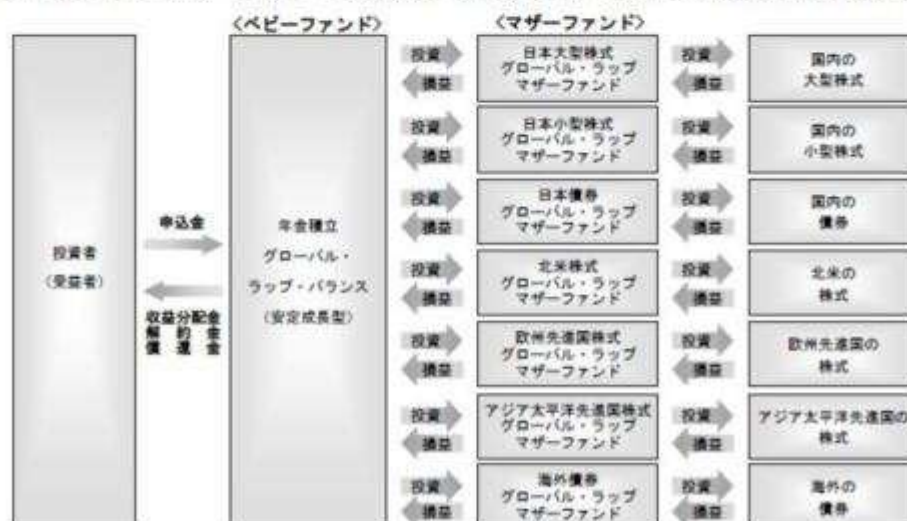 〈ベビーファンド〉
〈マザーファンド〉
投資者
(受益者)
申込金
収益分配金
解約金
償還金
年金積立
グローバル・
ラップ・バランス
(安定成長型)
投資
損益
日本大型株式
グローバル・ラップ
マザーファンド
投資
損益
国内の
大型株式
投資
損益
日本小型株式
グローバル・ラップ
マザーファンド
投資
損益
国内の
小型株式
投資
損益
日本債券
グローバル・ラップ
マザーファンド
投資
損益
国内の
債券
投資
損益
北米株式
グローバル・ラップ
マザーファンド
投資
損益
北米の
株式
投資
損益
欧州先進国株式
グローバル・ラップ
マザーファンド
投資
損益
欧州先進国の
株式
投資
損益
アジア太平洋先進国株式
グローバル・ラップ
マザーファンド
投資
損益
アジア太平洋先進国の
株式
投資
損益
海外債券
グローバル・ラップ
マザーファンド
投資
損益
海外の
債券